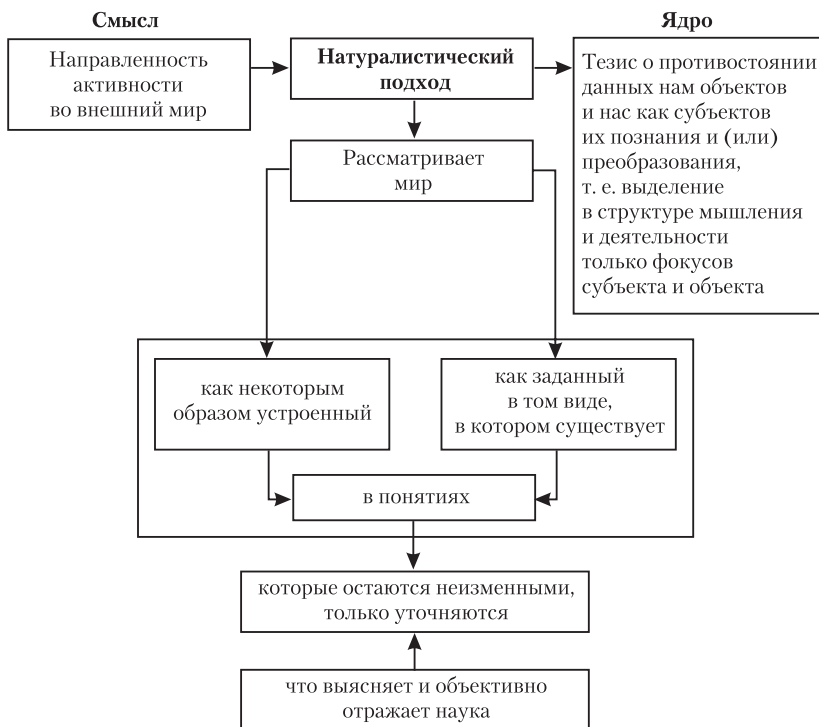 Смысл
Ядро
Направленность
активности
во внешний мир
Натуралистический
подход
Тезис о противостоянии
данных нам объектов
и нас как субъектов
их познания и (или)
преобразования,
т. е. выделение
в структуре мышления
и деятельности
только фокусов
субъекта и объекта
Рассматривает
мир
как некоторым
образом устроенный
как заданный
в том виде,
в котором существует
в понятиях
которые остаются неизменными,
только уточняются
что выясняет и объективно
отражает наука